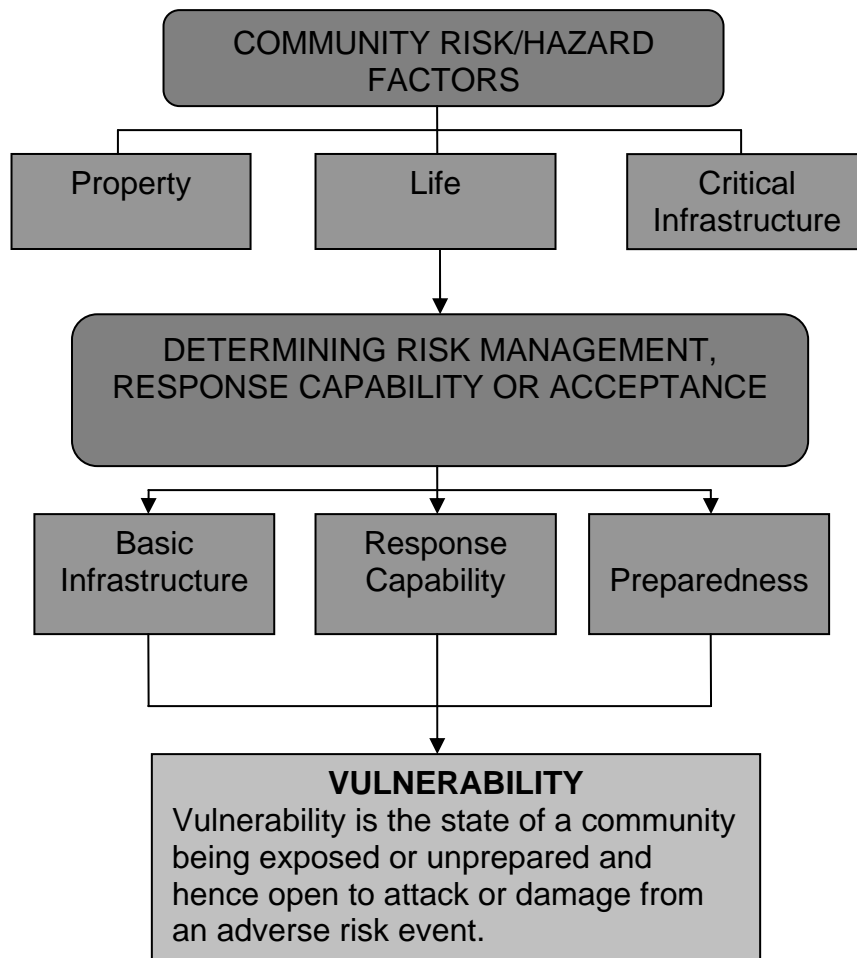 COMMUNITY RISK/HAZARD
FACTORS
Property
Life
Critical
Infrastructure
DETERMINING RISK MANAGEMENT,
RESPONSE CAPABILITY OR ACCEPTANCE
Basic
Infrastructure
Response
Capability
Preparedness
VULNERABILITY
Vulnerability is the state of a community
being exposed or unprepared and
hence open to attack or damage from
an adverse risk event.